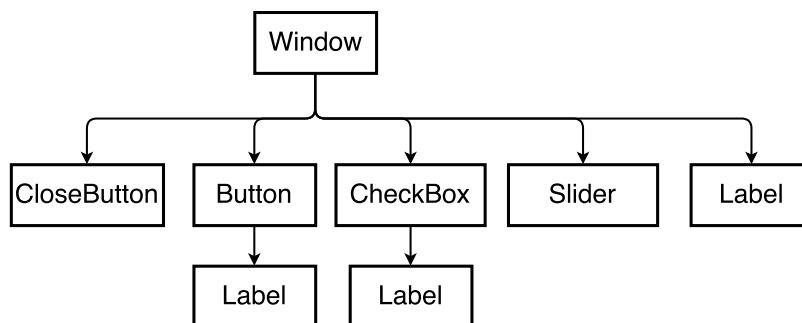 Window
CloseButton
Button
CheckBox
Slider
Label
Label
Label